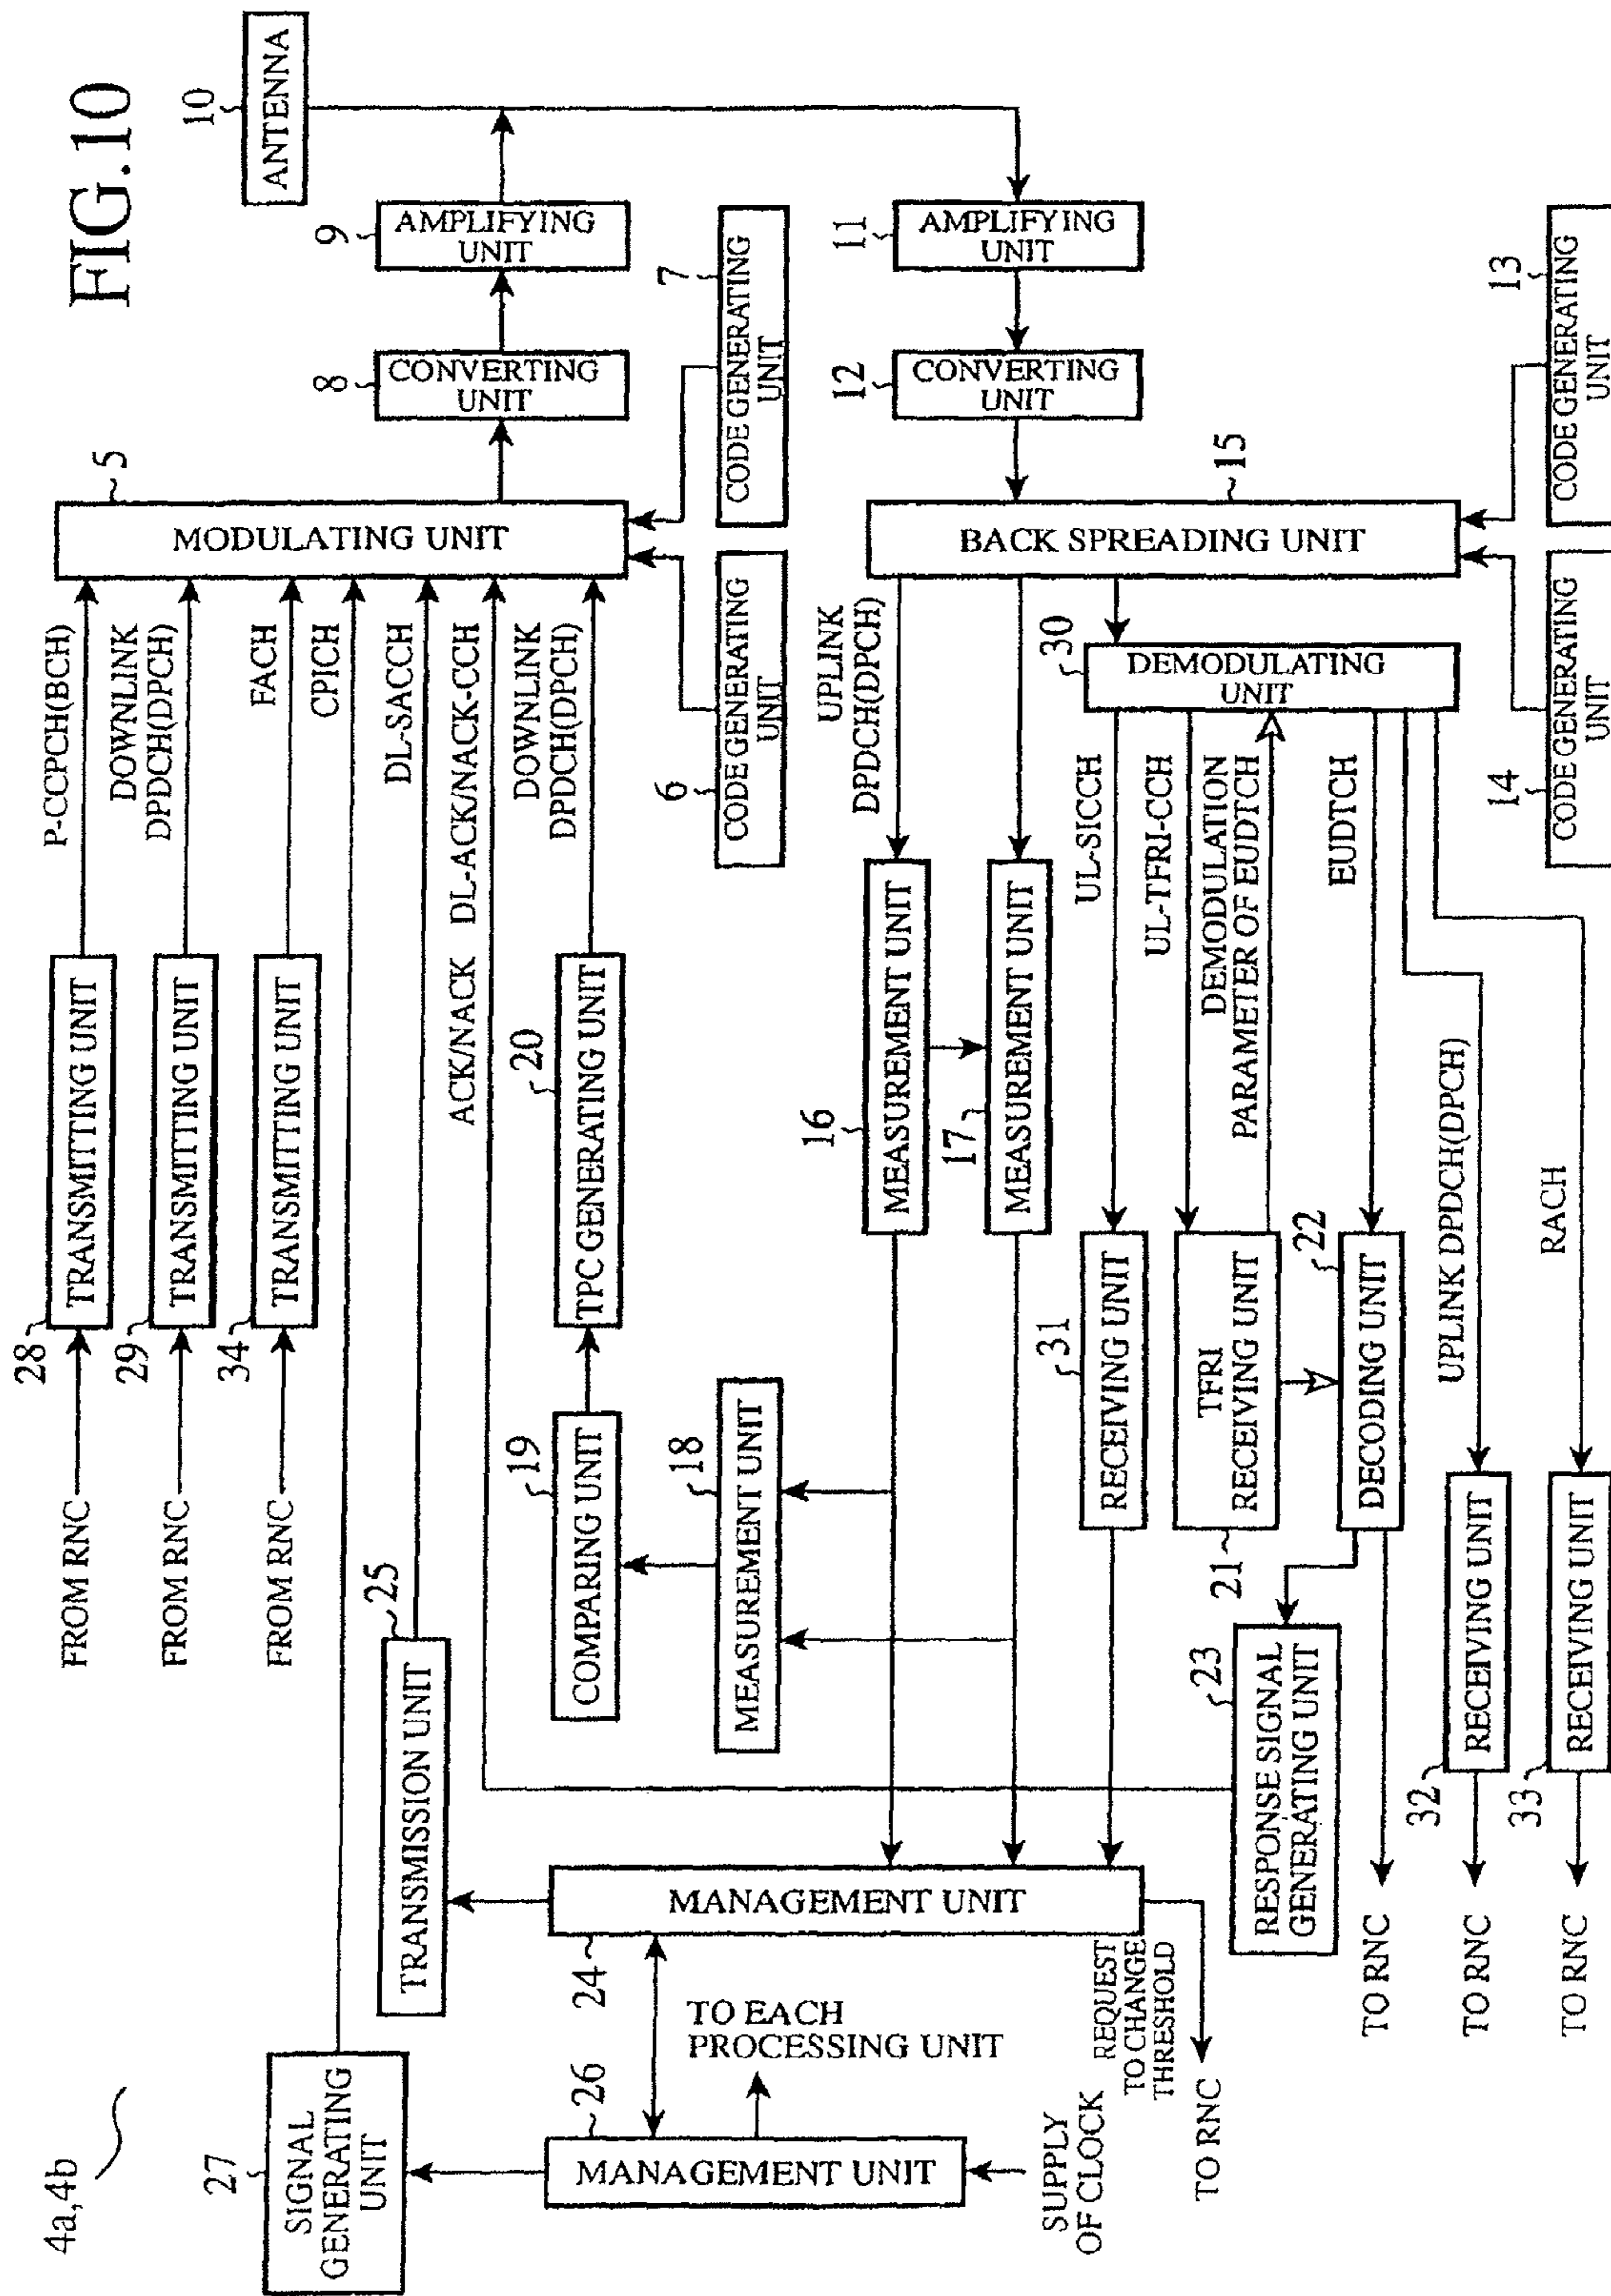 FIG.10
4a,4b
10
ANTENNA
9
AMPLIFYING
UNIT
8
CONVERTING
UNIT
5
MODULATING UNIT
7
CODE GENERATING
UNIT
6
CODE GENERATING
UNIT
11
AMPLIFYING
UNIT
12
CONVERTING
UNIT
15
BACK SPREADING UNIT
13
CODE GENERATING
UNIT
14
CODE GENERATING
UNIT
P-CCPCH(BCH)
DOWNLINK
DPDCH(DPCH)
FACH
CPICH
DL-SACCH
ACK/NACK DL-ACK/NACK-CCH
DOWNLINK
DPDCH(DPCH)
FROM RNC
28
TRANSMITTING UNIT
FROM RNC
29
TRANSMITTING UNIT
FROM RNC
34
TRANSMITTING UNIT
25
TRANSMISSION UNIT
27
SIGNAL
GENERATING
UNIT
19
COMPARING UNIT
20
TPC GENERATING UNIT
18
MEASUREMENT UNIT
16
MEASUREMENT UNIT
17
MEASUREMENT UNIT
UPLINK
DPDCH(DPCH)
30
DEMODULATING
UNIT
UL-SICCH
UL-TFRI-CCH
DEMODULATION
PARAMETER OF EUDTCH
EUDTCH
UPLINK DPDCH(DPCH)
RACH
31
RECEIVING UNIT
21
TFRI
RECEIVING UNIT
22
DECODING UNIT
23
RESPONSE SIGNAL
GENERATING UNIT
32
RECEIVING UNIT
33
RECEIVING UNIT
TO RNC
TO RNC
TO RNC
24
MANAGEMENT UNIT
REQUEST
TO CHANGE
THRESHOLD
TO RNC
26
MANAGEMENT UNIT
TO EACH
PROCESSING UNIT
SUPPLY
OF CLOCK